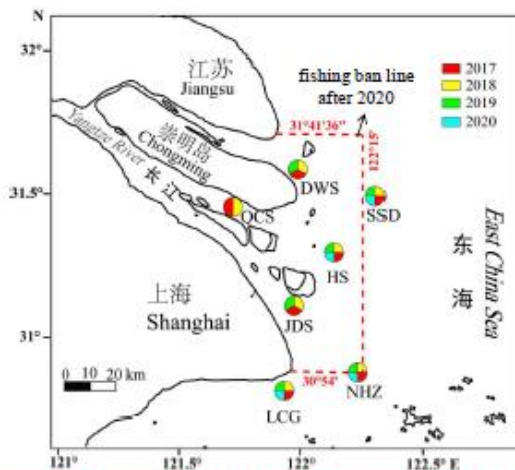 N
32°
31.5°
31°
江苏
Jiangsu
fishing ban line
after 2020
2017
2018
2019
2020
31°41'36"
122°15'
崇明岛
Chongming
Yangtze River
长江
DWS
QCS
SSD
HS
JDS
上海
Shanghai
东海
East China Sea
30°54'
NHZ
LCG
0 10 20 km
121°
121.5°
122°
122.5°
E